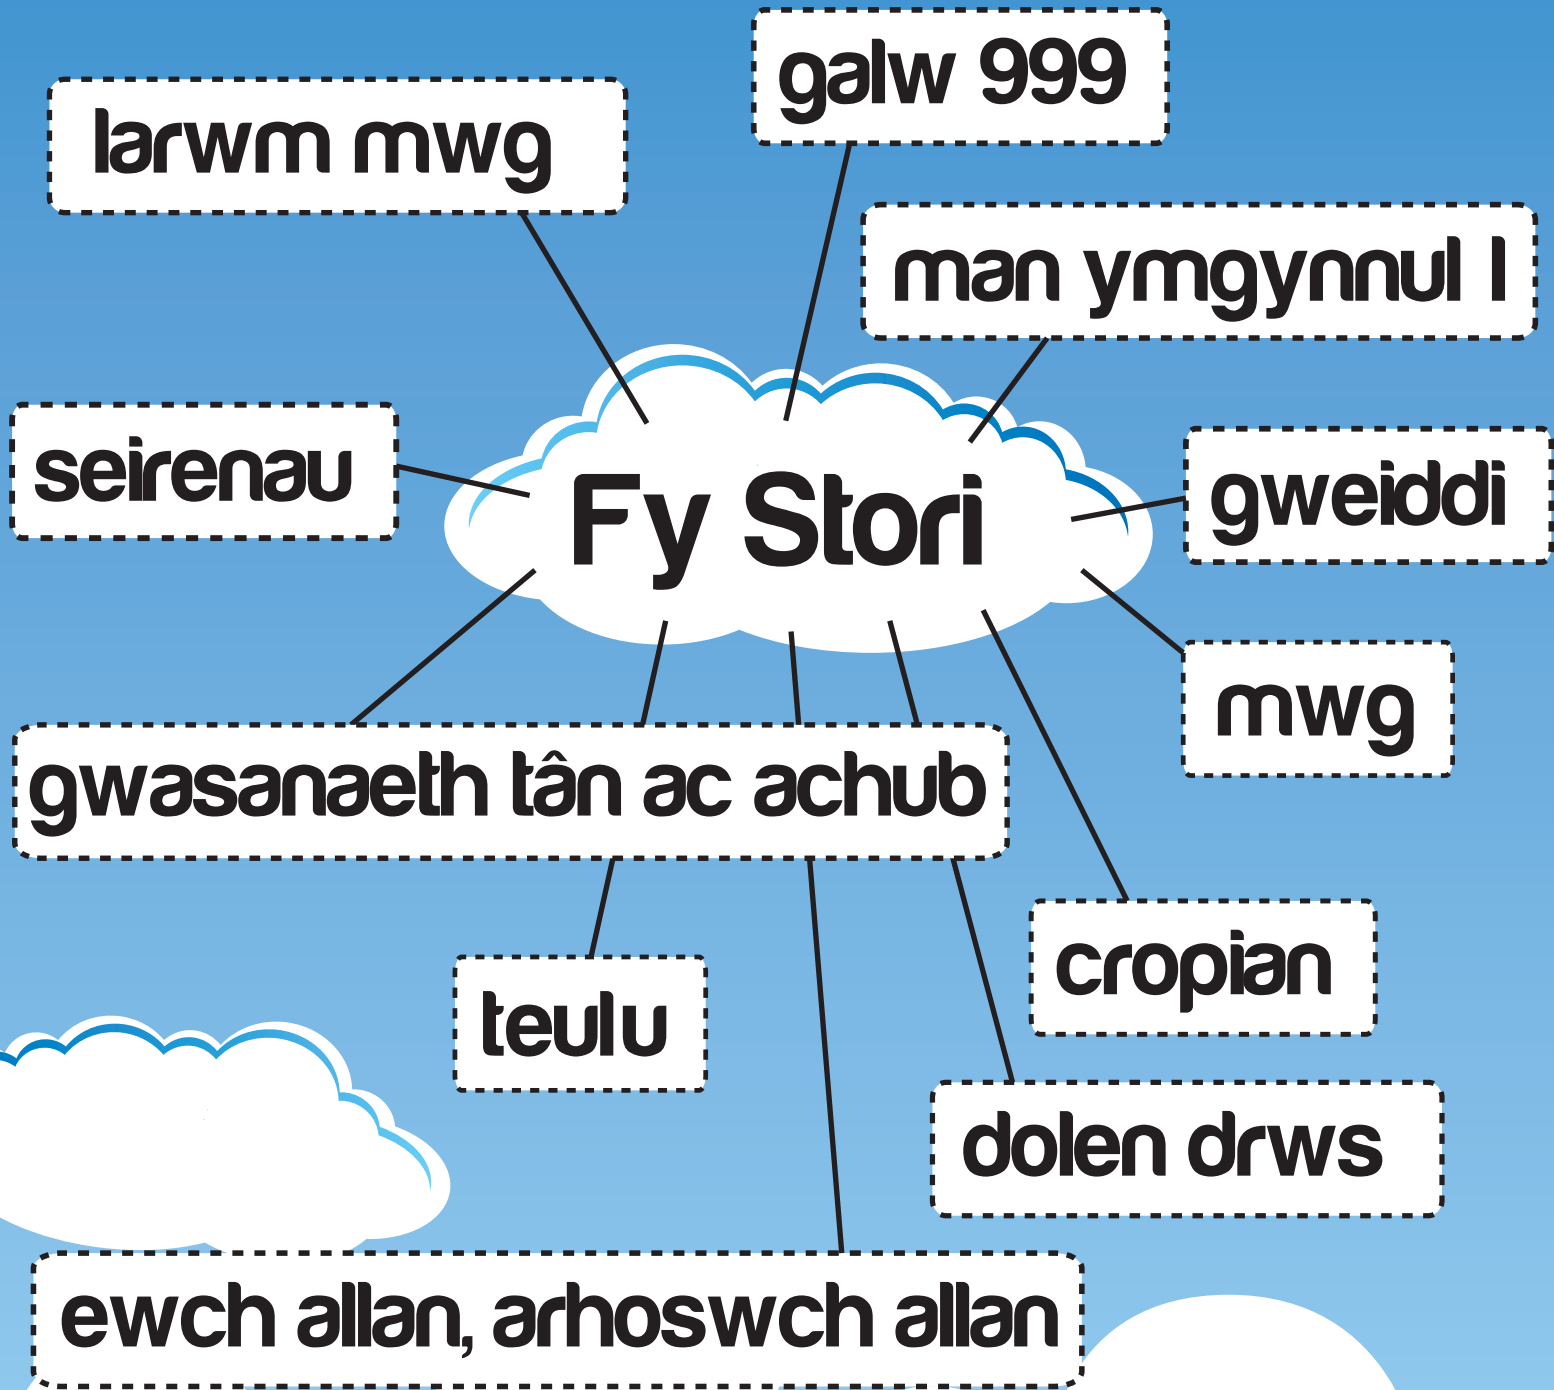 galw 999
larwm mwg
man ymgynnul l
seirenau
gweiddi
Fy Stori
mwg
gwasanaeth tân ac achub
cropian
teulu
dolen drws
ewch allan, arhoswch allan